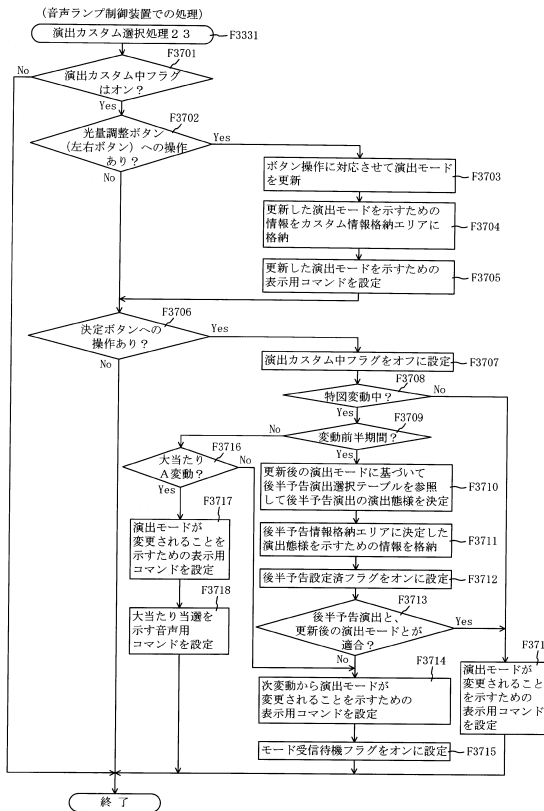 (音声ランプ制御装置での処理)
演出カスタム選択処理２３
F3331
F3701
演出カスタム中フラグ
はオン？
No
Yes
F3702
光量調整ボタン
(左右ボタン) への操作
あり？
Yes
No
ボタン操作に対応させて演出モード
を更新
F3703
更新した演出モードを示すための
情報をカスタム情報格納エリアに
格納
F3704
更新した演出モードを示すための
表示用コマンドを設定
F3705
F3706
決定ボタンへの
操作あり？
Yes
No
演出カスタム中フラグをオフに設定
F3707
F3708
特図変動中？
No
Yes
F3709
変動前半期間？
No
Yes
F3716
大当たり
A変動？
No
Yes
更新後の演出モードに基づいて
後半予告演出選択テーブルを参照
して後半予告演出の演出態様を決定
F3710
F3717
演出モードが
変更されることを
示すための表示用
コマンドを設定
後半予告情報格納エリアに決定した
演出態様を示すための情報を格納
F3711
後半予告設定済フラグをオンに設定
F3712
F3718
大当たり当選を
示す音声用
コマンドを設定
F3713
後半予告演出と、
更新後の演出モードとが
適合？
Yes
No
F3714
次変動から演出モードが
変更されることを示すための
表示用コマンドを設定
F371
演出モードが
変更されること
を示すための
表示用コマンド
を設定
モード受信待機フラグをオンに設定
F3715
終了